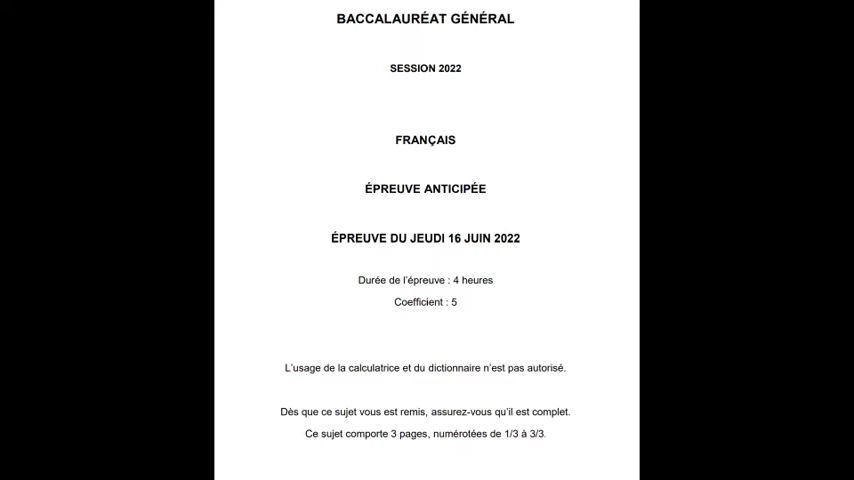 BACCALAURÉAT GÉNÉRAL
SESSION 2022
FRANÇAIS
ÉPREUVE ANTICIPÉE
ÉPREUVE DU JEUDI 16 JUIN 2022
Durée de l'épreuve : 4 heures
Coefficient : 5
L'usage de la calculatrice et du dictionnaire n'est pas autorisé.
Dès que ce sujet vous est remis, assurez-vous qu'il est complet.
Ce sujet comporte 3 pages, numérotées de 1/3 à 3/3.